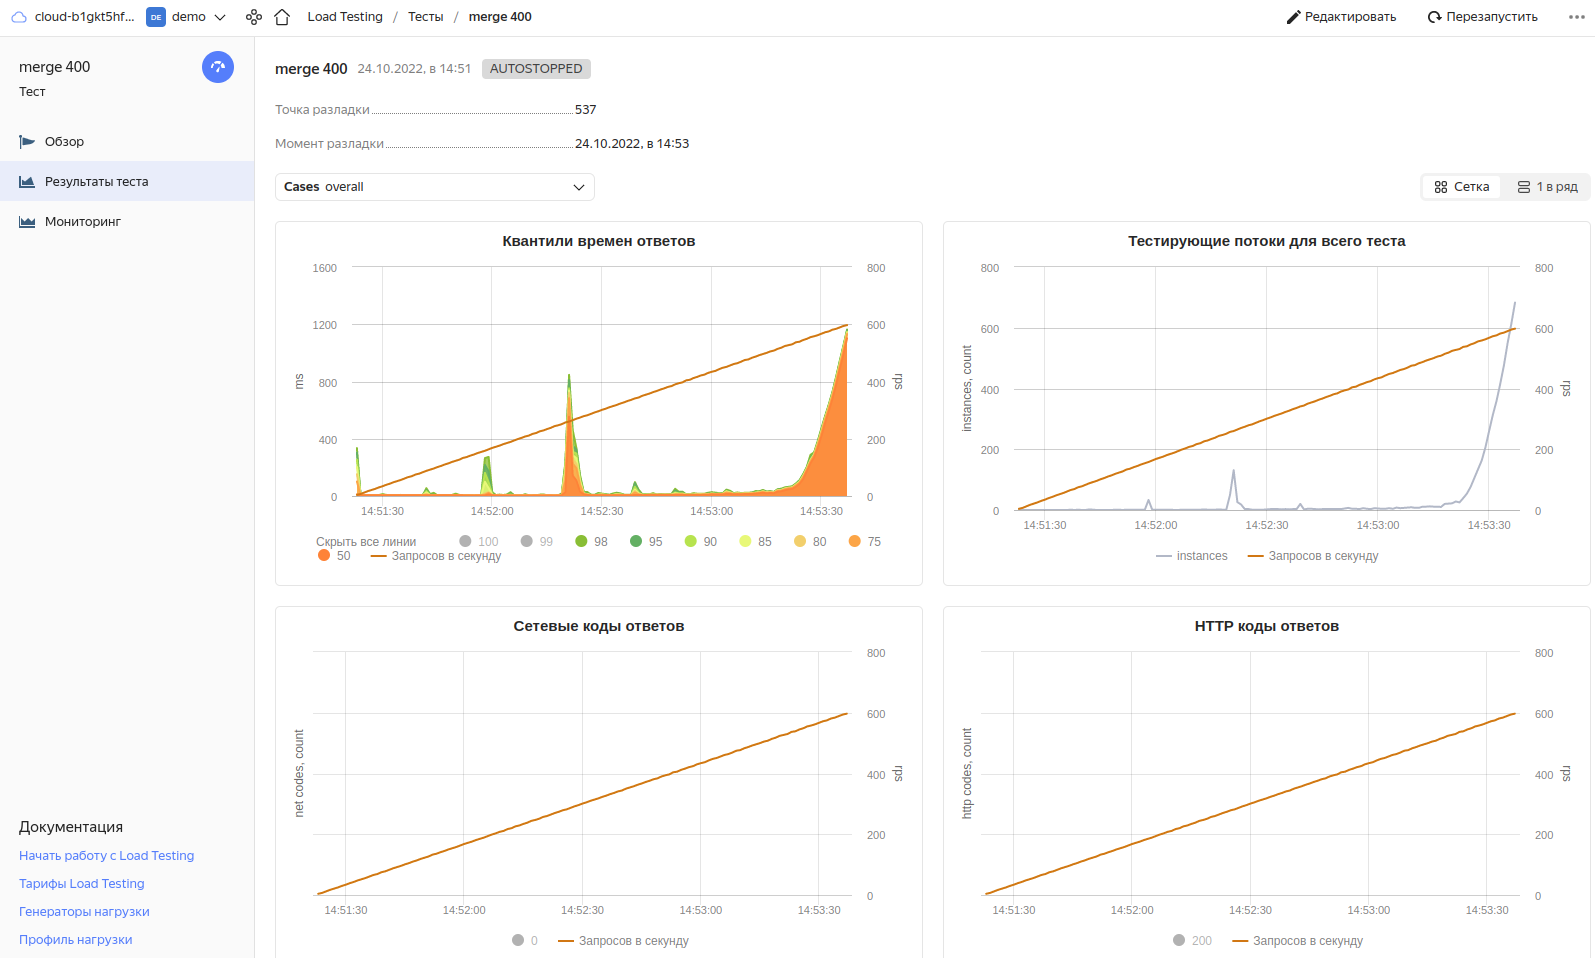 cloud-b1gkt5hf... DE demo Load Testing / Тесты / merge 400 Редактировать Перезапустить
merge 400
Тест
Обзор
Результаты теста
Мониторинг
Документация
Начать работу с Load Testing
Тарифы Load Testing
Генераторы нагрузки
Профиль нагрузки
merge 400 24.10.2022, в 14:51 AUTOSTOPPED
Точка разладки 537
Момент разладки 24.10.2022, в 14:53
Cases overall
Сетка 1 в ряд
Квантили времен ответов
1600 800
1200 600
800 400
400 200
0 0
ms
rps
14:51:30 14:52:00 14:52:30 14:53:00 14:53:30
Скрыть все линии 100 99 98 95 90 85 80 75
50 Запросов в секунду
Тестирующие потоки для всего теста
800 800
600 600
400 400
200 200
0 0
instances, count
rps
14:51:30 14:52:00 14:52:30 14:53:00 14:53:30
instances Запросов в секунду
Сетевые коды ответов
800
600
400
200
0
net codes, count
rps
14:51:30 14:52:00 14:52:30 14:53:00 14:53:30
0 Запросов в секунду
HTTP коды ответов
800
600
400
200
0
http codes, count
rps
14:51:30 14:52:00 14:52:30 14:53:00 14:53:30
200 Запросов в секунду